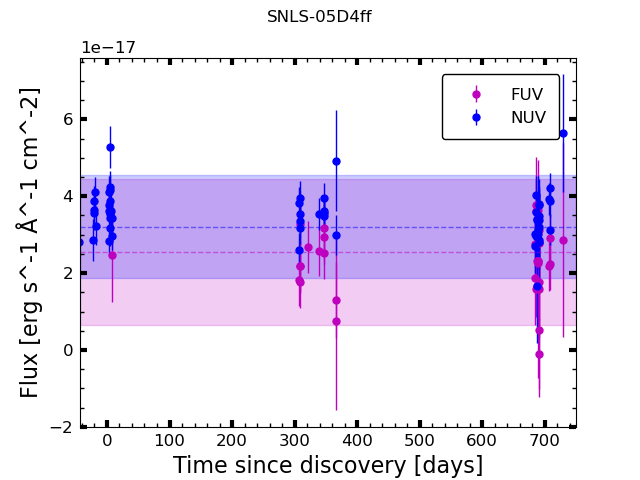 SNLS-05D4ff
1e−17
FUV
NUV
6
4
2
0
−2
0 100 200 300 400 500 600 700
Flux [erg s^-1 Å^-1 cm^-2]
Time since discovery [days]